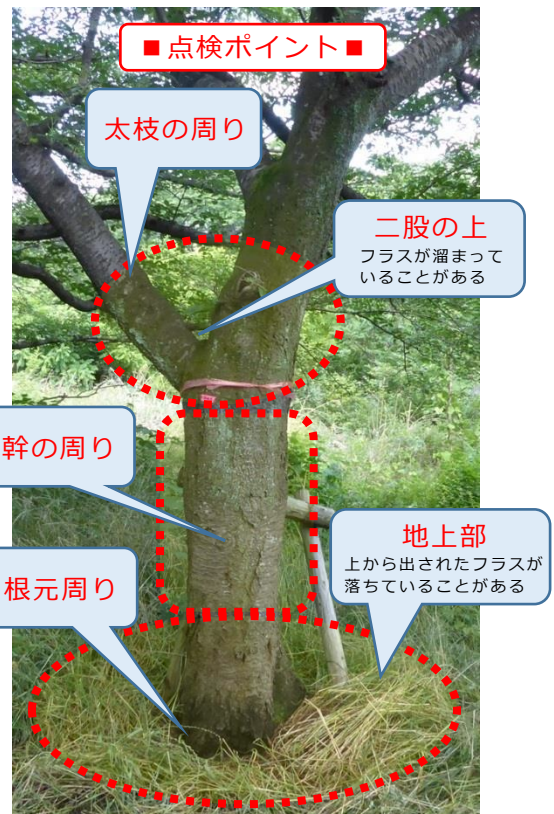 ■点検ポイント■
太枝の周り
二股の上
フラスが溜まって
いることがある
幹の周り
地上部
上から出されたフラスが
落ちていることがある
根元周り